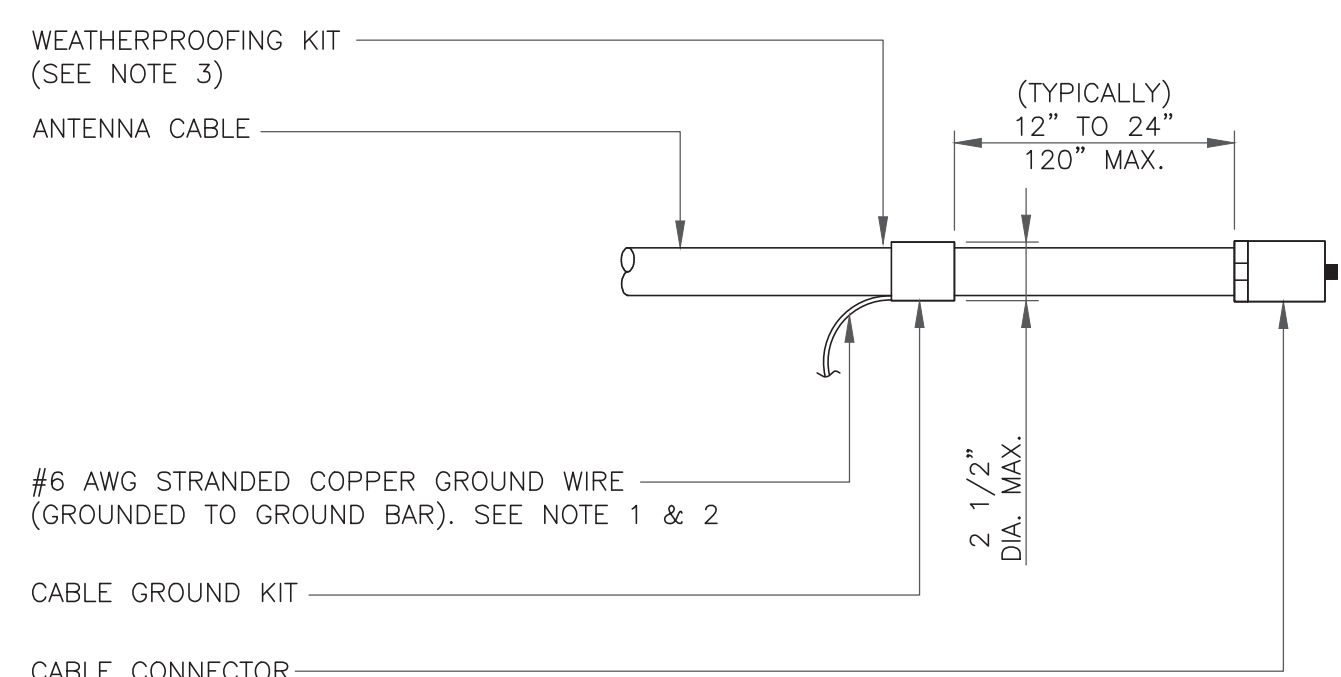 WEATHERPROOFING KIT
(SEE NOTE 3)
ANTENNA CABLE
(TYPICALLY)
12” TO 24”
120” MAX.
#6 AWG STRANDED COPPER GROUND WIRE
(GROUNDED TO GROUND BAR). SEE NOTE 1 & 2
2 1/2”
DIA. MAX.
CABLE GROUND KIT
CABLE CONNECTOR